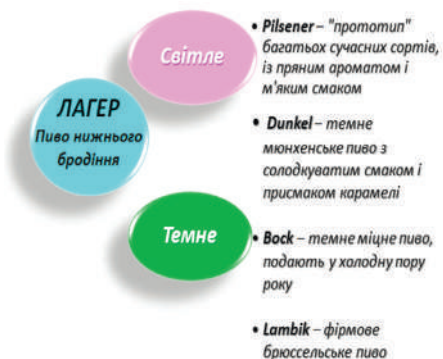 Світле
ЛАГЕР
Пиво нижнього
бродіння
Темне
• Pilsener – "прототип"
багатьох сучасних сортів,
із пряним ароматом і
м'яким смаком
• Dunkel – темне
мюнхенське пиво з
солодкуватим смаком і
присмаком карамелі
• Bock – темне міцне пиво,
подають у холодну пору
року
• Lambik – фірмове
брюссельське пиво